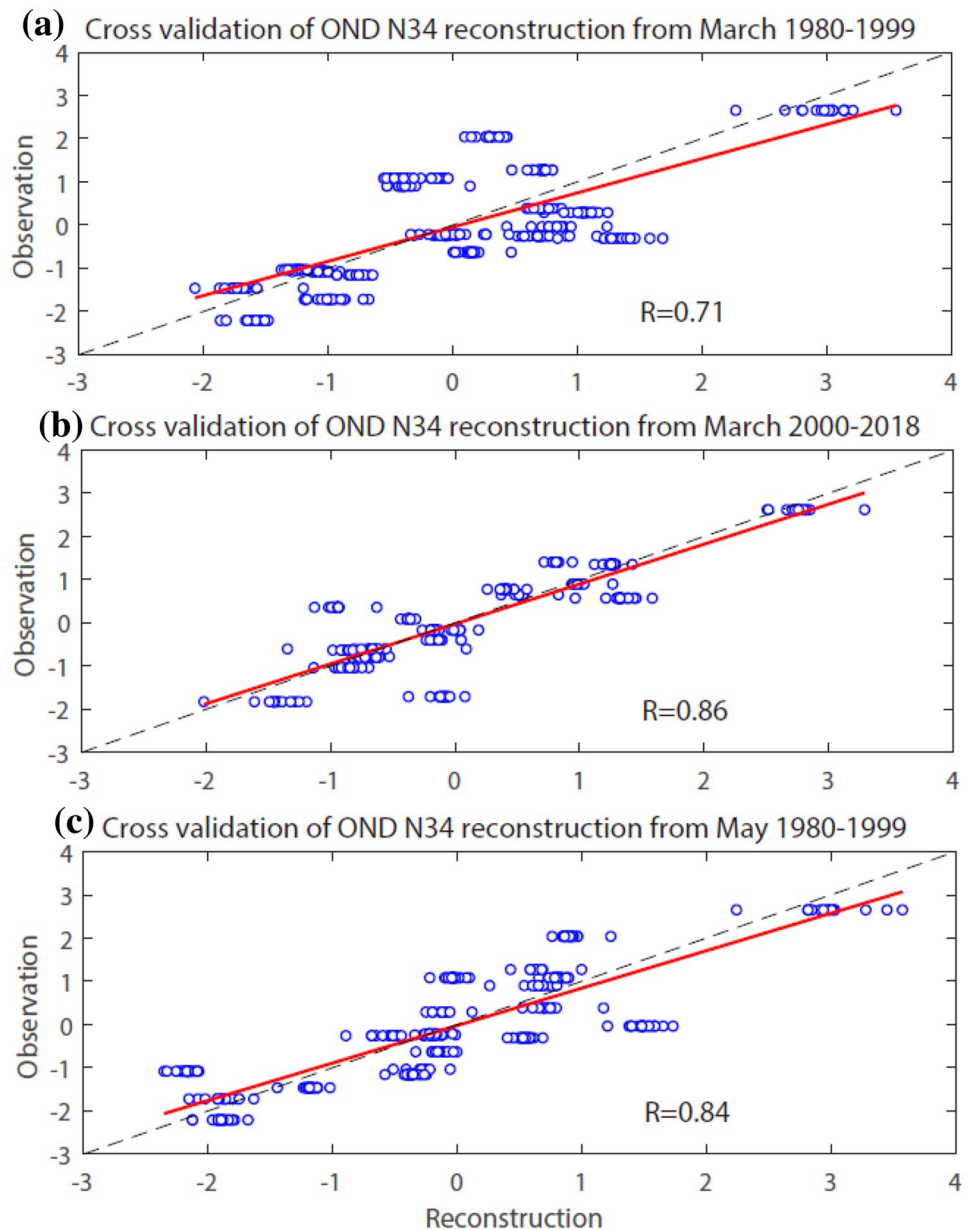 (a) Cross validation of OND N34 reconstruction from March 1980-1999
4
3
2
1
0
-1
-2
-3
Observation
R=0.71
-3 -2 -1 0 1 2 3 4
(b) Cross validation of OND N34 reconstruction from March 2000-2018
4
3
2
1
0
-1
-2
-3
Observation
R=0.86
-3 -2 -1 0 1 2 3 4
(c) Cross validation of OND N34 reconstruction from May 1980-1999
4
3
2
1
0
-1
-2
-3
Observation
R=0.84
-3 -2 -1 0 1 2 3 4
Reconstruction